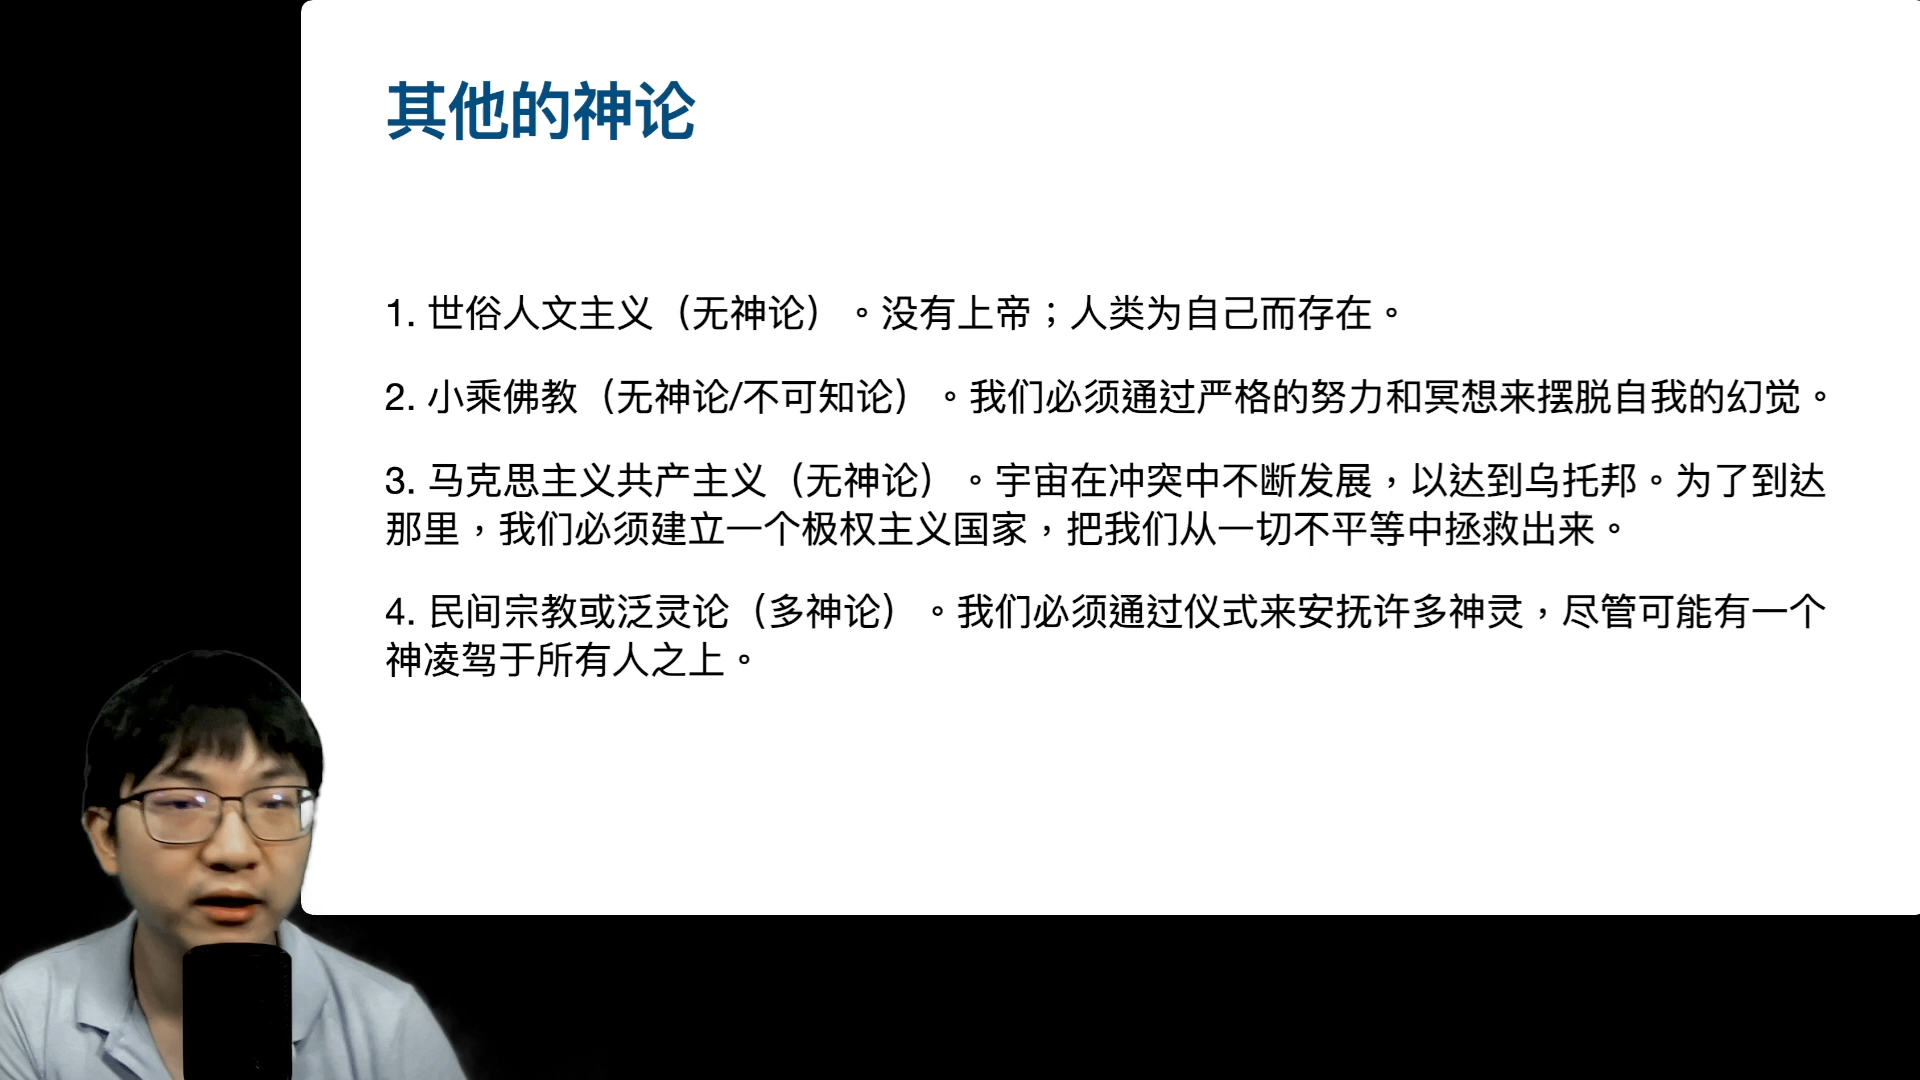 其他的神论
1. 世俗人文主义（无神论）。没有上帝；人类为自己而存在。
2. 小乘佛教（无神论/不可知论）。我们必须通过严格的努力和冥想来摆脱自我的幻觉。
3. 马克思主义共产主义（无神论）。宇宙在冲突中不断发展，以达到乌托邦。为了到达
那里，我们必须建立一个极权主义国家，把我们从一切不平等中拯救出来。
4. 民间宗教或泛灵论（多神论）。我们必须通过仪式来安抚许多神灵，尽管可能有一个
神凌驾于所有人之上。